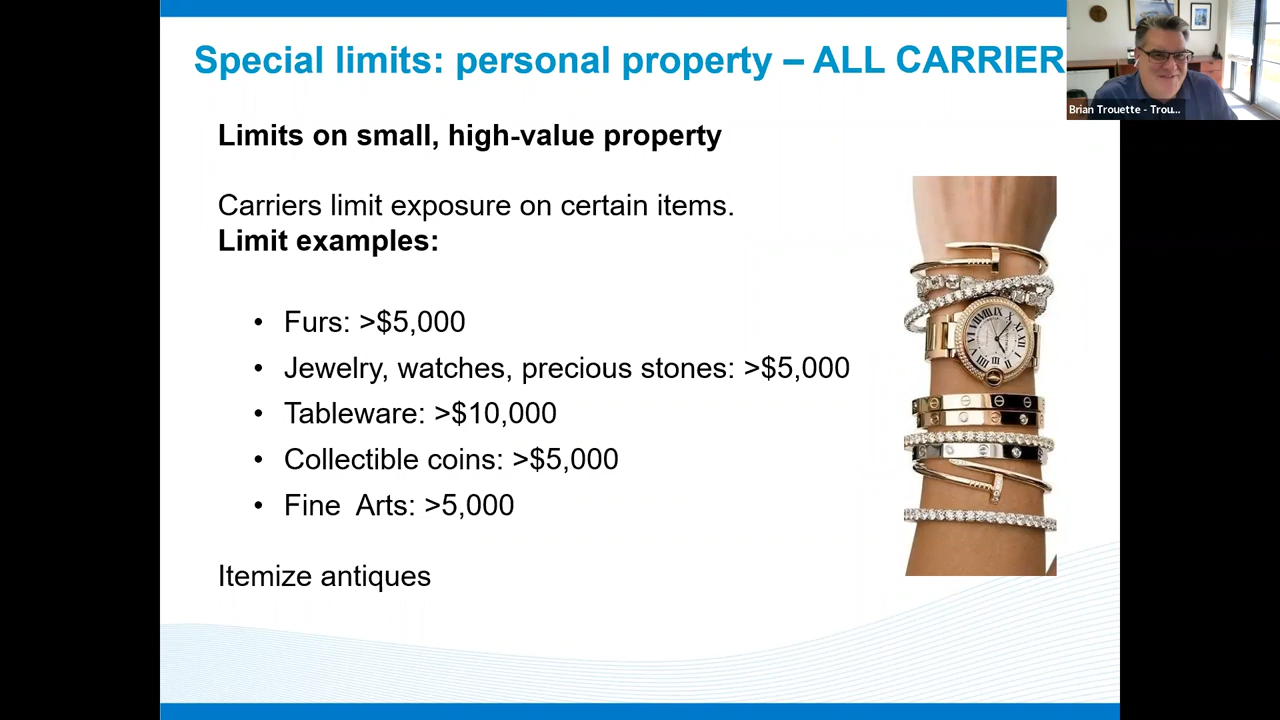 Special limits: personal property – ALL CARRIER
Brian Trouette - Trou...
Limits on small, high-value property
Carriers limit exposure on certain items.
Limit examples:
• Furs: >$5,000
• Jewelry, watches, precious stones: >$5,000
• Tableware: >$10,000
• Collectible coins: >$5,000
• Fine Arts: >5,000
Itemize antiques